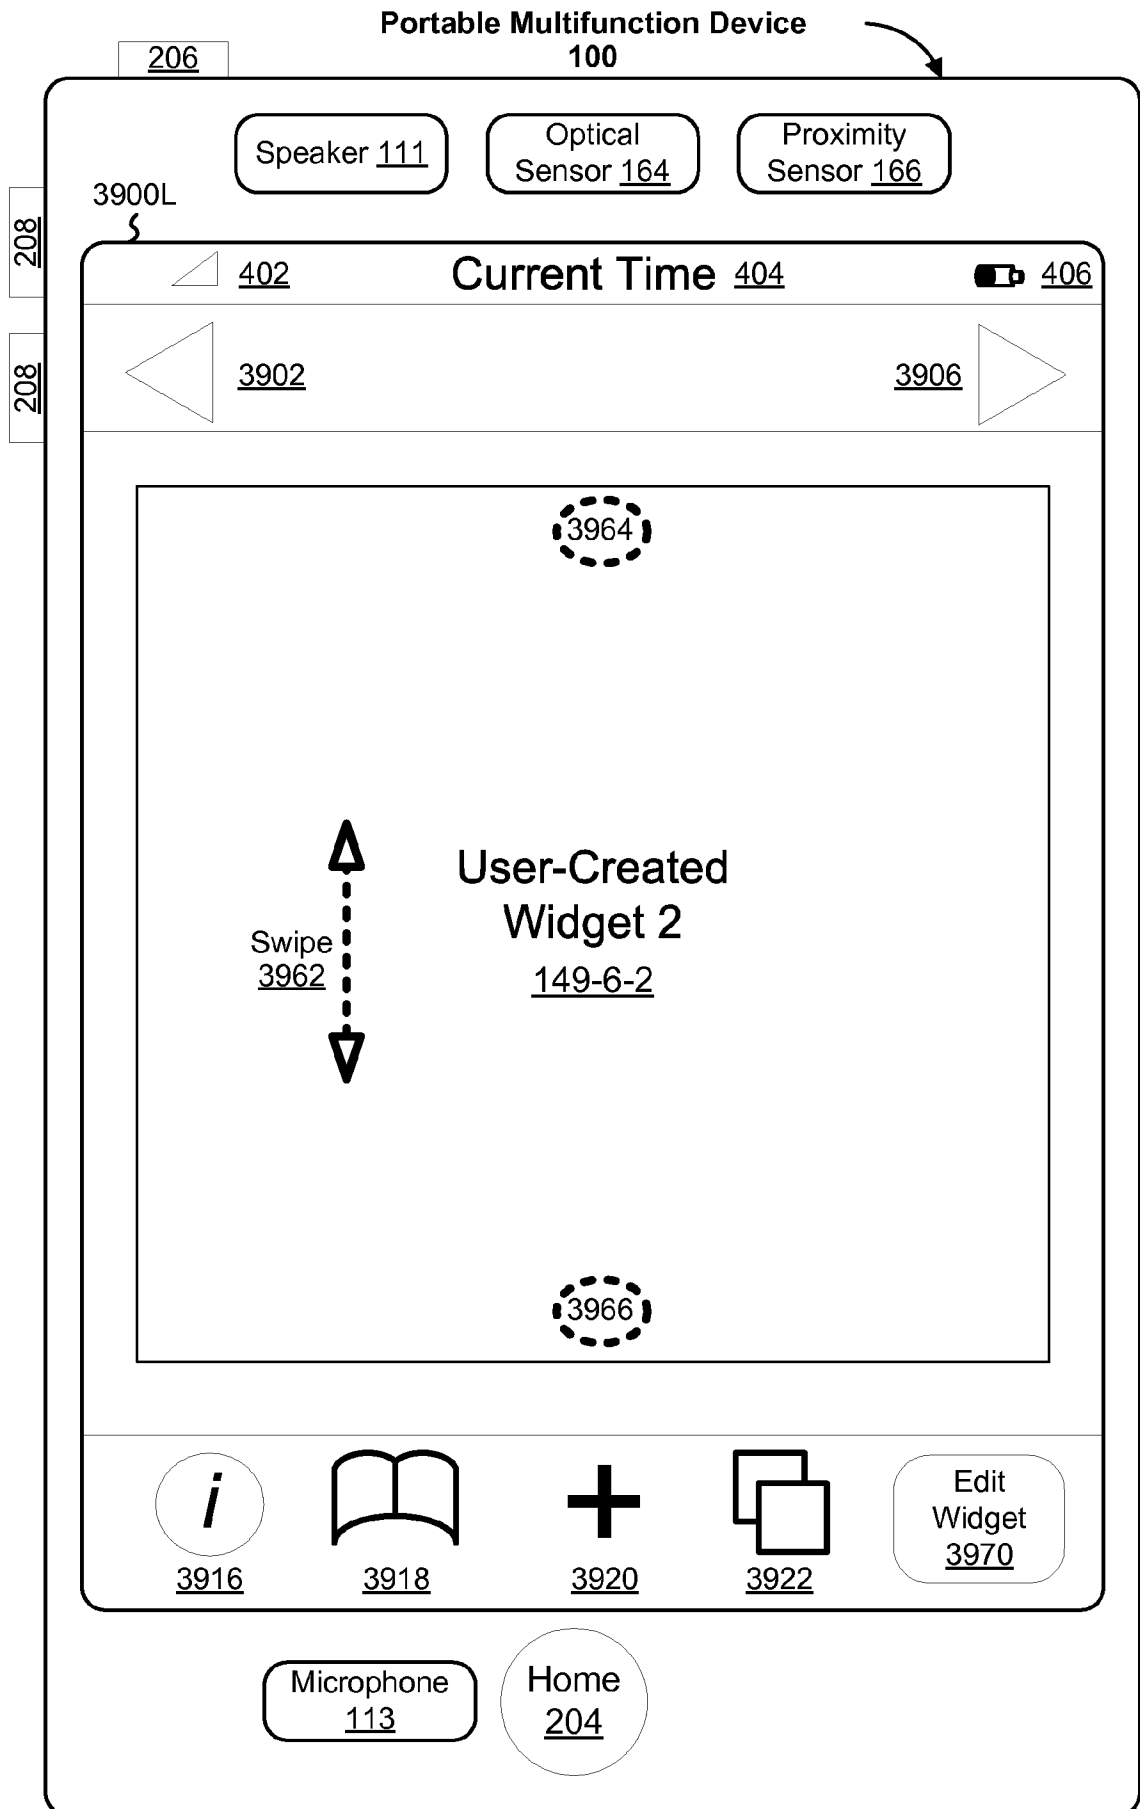 Portable Multifunction Device
100
206
Speaker 111
Optical
Sensor 164
Proximity
Sensor 166
3900L
208
208
402
Current Time 404
406
3902
3906
3964
User-Created
Widget 2
149-6-2
Swipe
3962
3966
i
3916
3918
3920
3922
Edit
Widget
3970
Microphone
113
Home
204